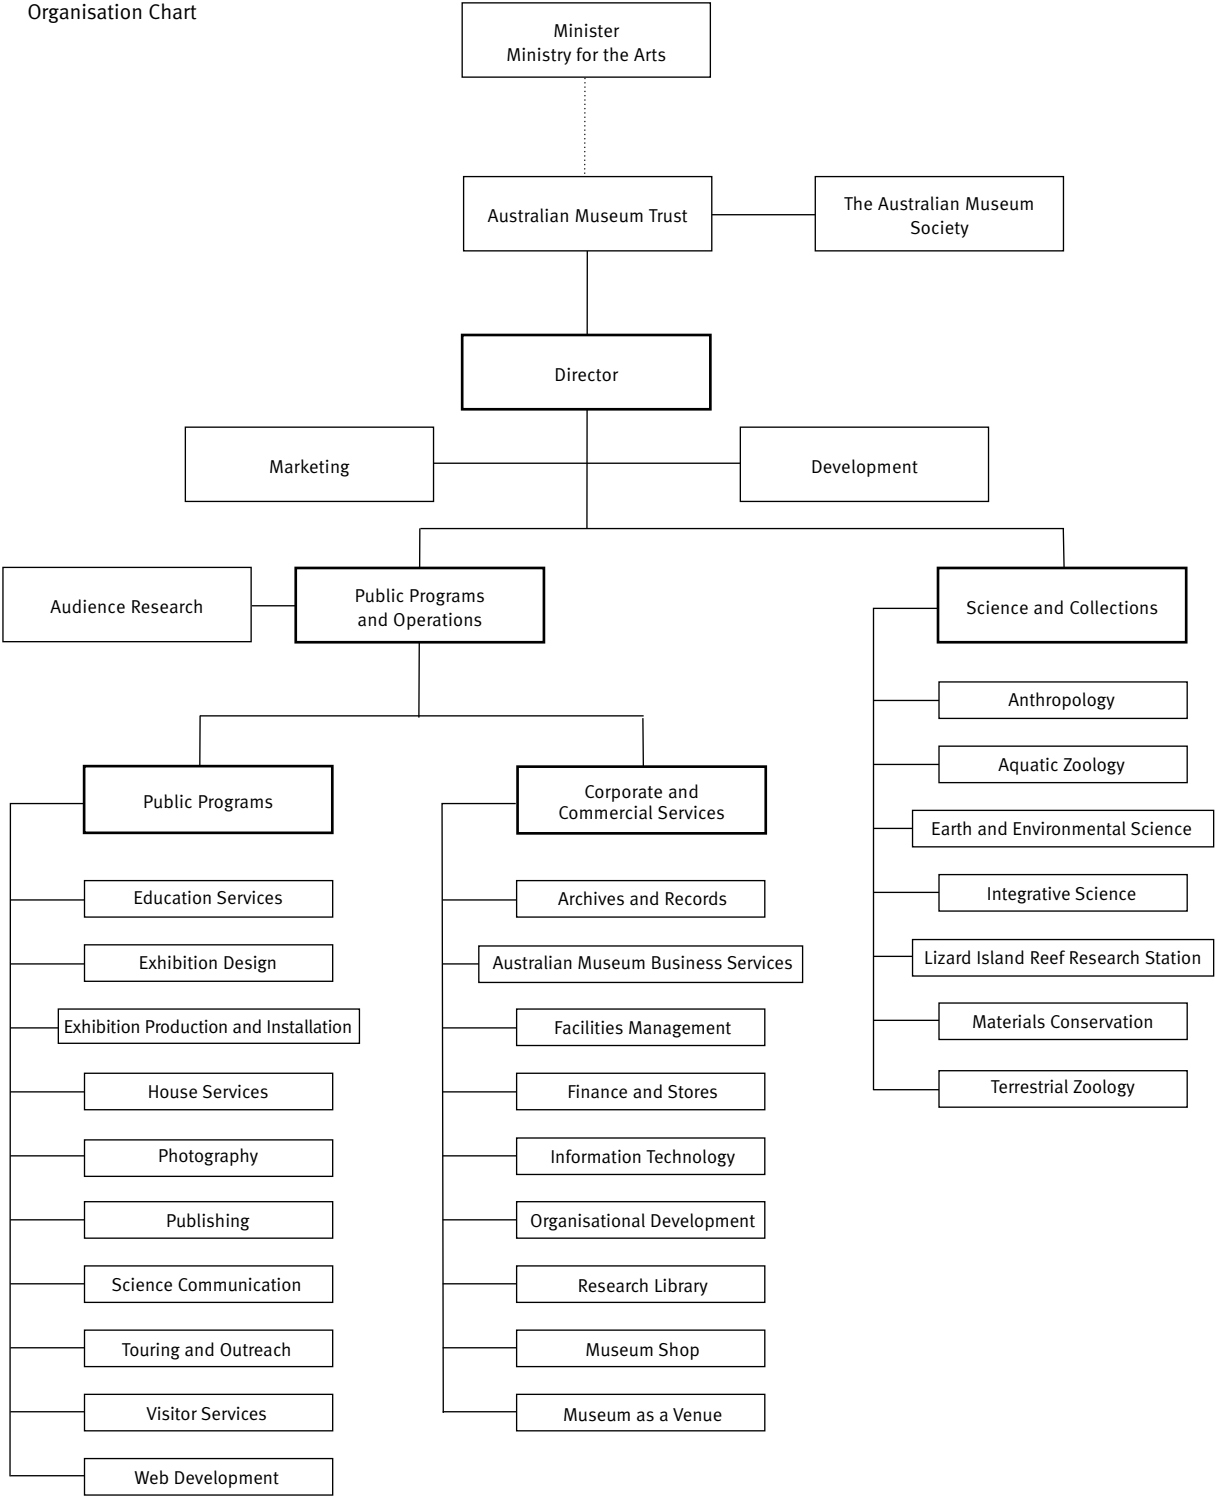 Organisation Chart
Minister
Ministry for the Arts
Australian Museum Trust
The Australian Museum
Society
Director
Marketing
Development
Audience Research
Public Programs
and Operations
Science and Collections
Public Programs
Education Services
Exhibition Design
Exhibition Production and Installation
House Services
Photography
Publishing
Science Communication
Touring and Outreach
Visitor Services
Web Development
Corporate and
Commercial Services
Archives and Records
Australian Museum Business Services
Facilities Management
Finance and Stores
Information Technology
Organisational Development
Research Library
Museum Shop
Museum as a Venue
Anthropology
Aquatic Zoology
Earth and Environmental Science
Integrative Science
Lizard Island Reef Research Station
Materials Conservation
Terrestrial Zoology